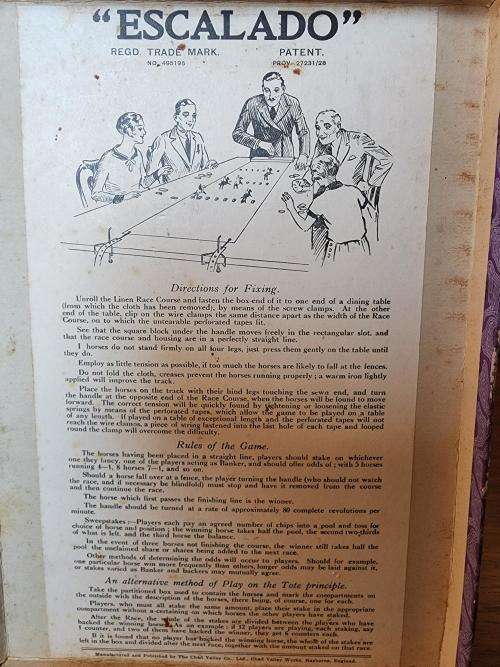 "ESCALADO"
REGD. TRADE MARK. PATENT.
NO. 495195 PROV. 27231/28
Directions for Fixing.
Unroll the Linen Race Course and fasten the box-end of it to one end of a dining table
(from which the cloth has been removed), by means of the screw clamps. At the other
end of the table, clip on the wire clamps the same distance apart as the width of the Race
Course, on to which the untearable perforated tapes lit.
See that the square block under the handle moves freely in the rectangular slot, and
that the race course and housing are in a perfectly straight line.
I horses do not stand firmly on all four legs, just press them gently on the table until
they do.
Employ as little tension as possible, if too much the horses are likely to fall at the fences.
Do not fold the cloth, creases prevent the horses running properly; a warm iron lightly
applied will improve the track.
Place the horses on the track with their hind legs touching the sewn end, and turn
the handle at the opposite end of the Race Course, when the horses will be found to move
forward. The correct tension will be quickly found by tightening or loosening the elastic
springs by means of the perforated tapes, which allow the game to be played on a table
of any length. If played on a table of exceptional length and the perforated tapes will not
reach the wire clamps, a piece of string fastened into the last hole of each tape and looped
round the clamp will overcome the difficulty.
Rules of the Game.
The horses having been placed in a straight line, players should stake on whichever
one they fancy, one of the players acting as Banker, and should offer odds of; with 5 horses
running 4—1, 8 horses 7—1, and so on.
Should a horse fall over at a fence, the player turning the handle (who should not watch
the race, and if necessary be blindfold) must stop and have it removed from the course
and then continue the race.
The horse which first passes the finishing line is the winner.
The handle should be turned at a rate of approximately 80 complete revolutions per
minute.
Sweepstakes:—Players each pay an agreed number of chips into a pool and toss for
choice of horse and position; the winning horse takes half the pool, the second two-thirds
of what is left, and the third horse the balance.
In the event of three horses not finishing the course, the winner still takes half the
pool the unclaimed share or shares being added to the next race.
Other methods of determining the odds will occur to players. Should for example,
one particular horse win more frequently than others, longer odds may be laid against it,
or stakes varied as Banker and backers may mutually agree.
An alternative method of Play on the Tote principle.
Take the partitioned box used to contain the horses and mark the compartments on
the outside with the description of the horses, there being, of course, one for each.
Players, who must all stake the same amount, place their stake in the appropriate
compartment without ascertaining on which horses the other players have staked.
After the Race, the whole of the stakes are divided between the players who have
backed the winning horse. As an example; if 12 players are playing, each staking, say
1 counter, and two of them have backed the winner, they get 6 counters each.
If it is found that no player has backed the winning horse, the whole of the stakes are
left in the box and divided after the next race, together with the amount staked on that race.
Manufactured and Published by The Chad Valley Co., Ltd., Chad Valley Works, Harborne, England.